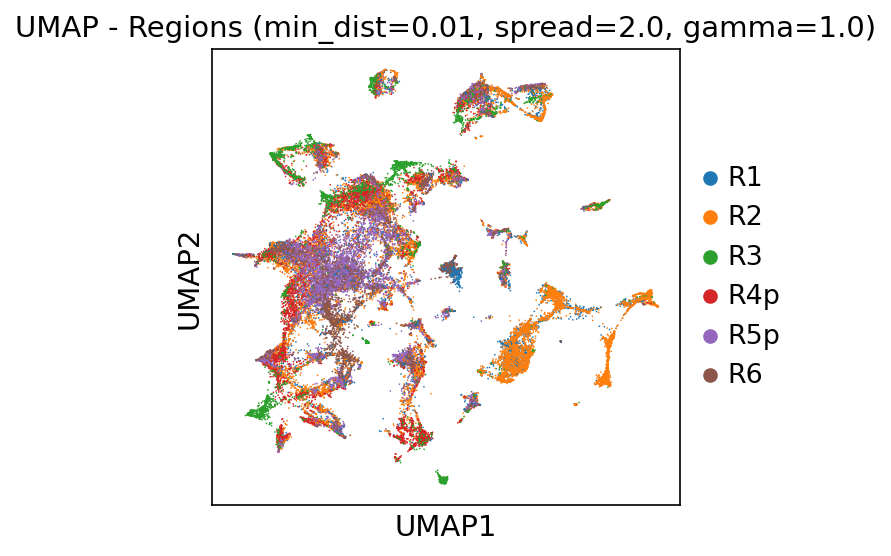 UMAP - Regions (min_dist=0.01, spread=2.0, gamma=1.0)
UMAP2
R1
R2
R3
R4p
R5p
R6
UMAP1